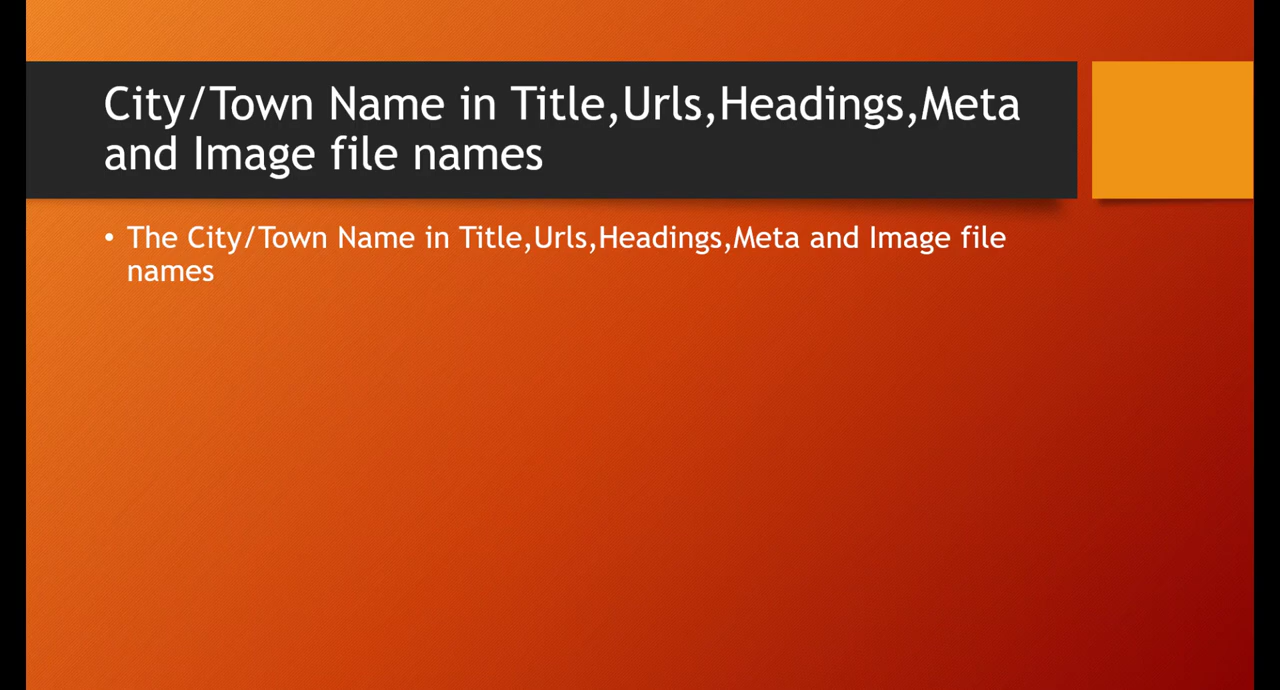 City/Town Name in Title,Urls,Headings,Meta
and Image file names
• The City/Town Name in Title,Urls,Headings,Meta and Image file
names